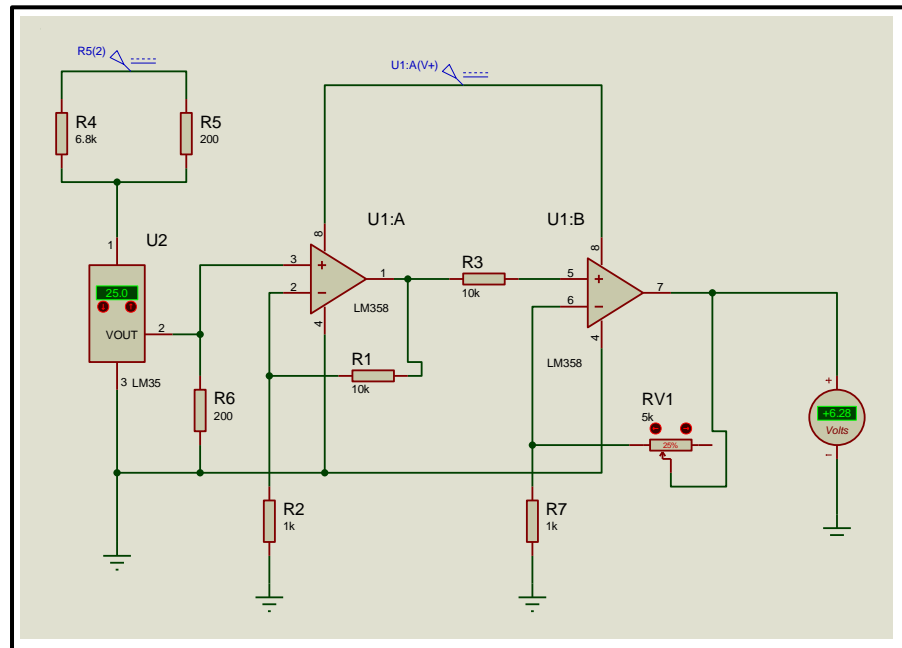 R5(2)
U1:A(V+)
R4
6.8k
R5
200
U1:A
U1:B
1
U2
8
8
25.0
3
2
1
LM358
R3
10k
5
6
7
VOUT
2
4
4
LM358
3
LM35
R1
10k
R6
200
RV1
5k
25%
+6.28
Volts
R2
1k
R7
1k